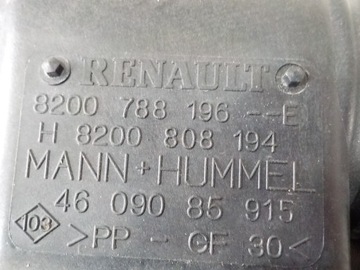 RENAULT
8200 788 196 --E
H 8200 808 194
MANN+HUMMEL
46 090 85 915
103 >PP - GF 30<